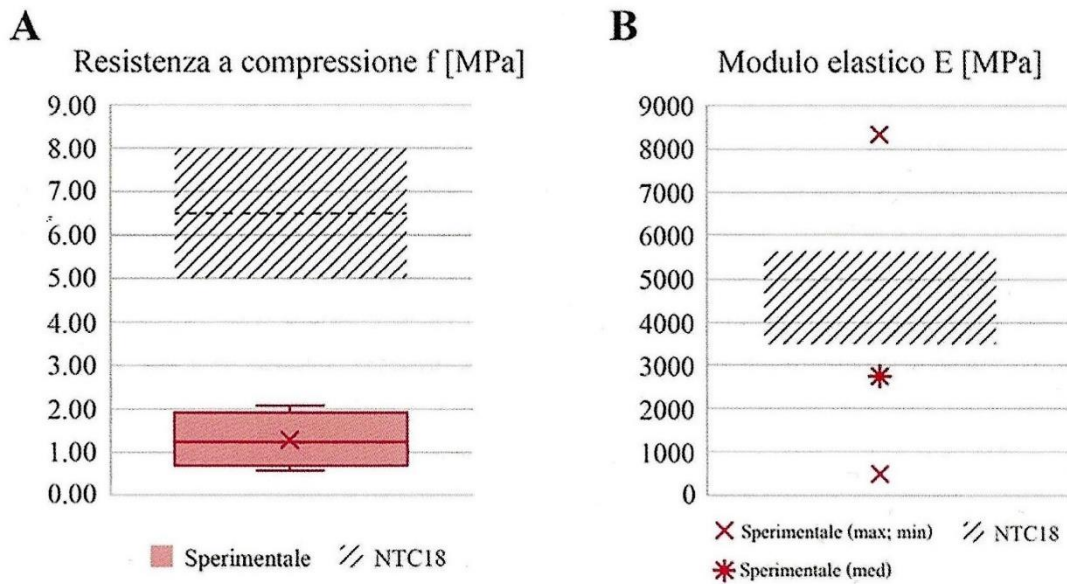 A
Resistenza a compressione f [MPa]
9.00
8.00
7.00
6.00
5.00
4.00
3.00
2.00
1.00
0.00
Sperimentale
NTC18
B
Modulo elastico E [MPa]
9000
8000
7000
6000
5000
4000
3000
2000
1000
0
Sperimentale (max; min)
NTC18
Sperimentale (med)